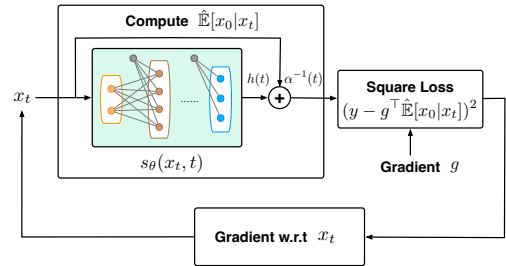 Compute $\hat{\mathbb{E}}[x_0|x_t]$
$h(t)$ $\alpha^{-1}(t)$
$x_t$
......
+
$s_\theta(x_t, t)$
Square Loss
$(y - g^\top \hat{\mathbb{E}}[x_0|x_t])^2$
Gradient $g$
Gradient w.r.t $x_t$